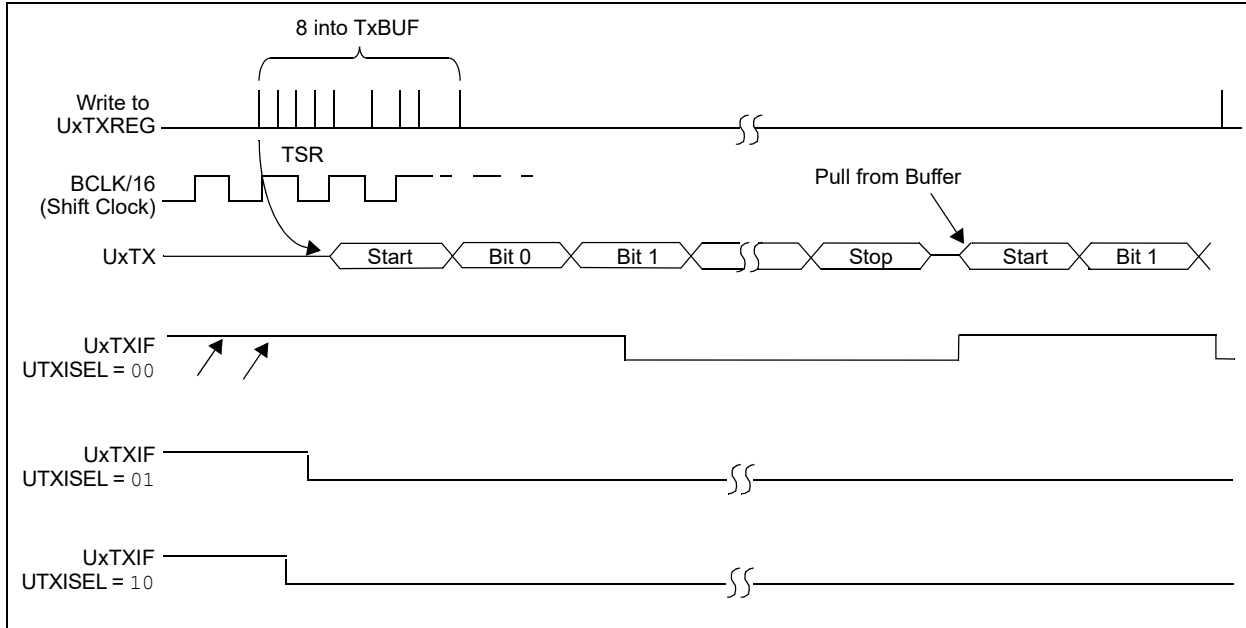 8 into TxBUF
Write to
UxTXREG
TSR
BCLK/16
(Shift Clock)
Pull from Buffer
UxTX
Start
Bit 0
Bit 1
Stop
Start
Bit 1
UxTXIF
UTXISEL = 00
UxTXIF
UTXISEL = 01
UxTXIF
UTXISEL = 10